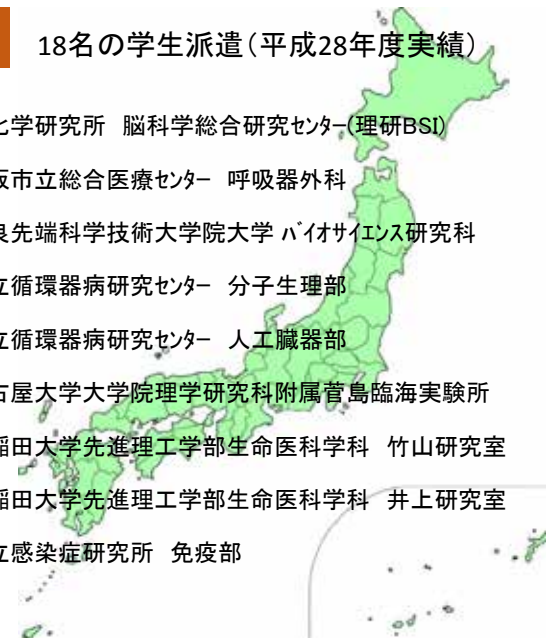 18名の学生派遣(平成28年度実績)
化学研究所 脳科学総合研究センター(理研BSI)
阪市立総合医療センター 呼吸器外科
良先端科学技術大学院大学 バイオサイエンス研究科
立循環器病研究センター 分子生理部
立循環器病研究センター 人工臓器部
古屋大学大学院理学研究科附属菅島臨海実験所
稲田大学先進理工学部生命医科学科 竹山研究室
稲田大学先進理工学部生命医科学科 井上研究室
立感染症研究所 免疫部